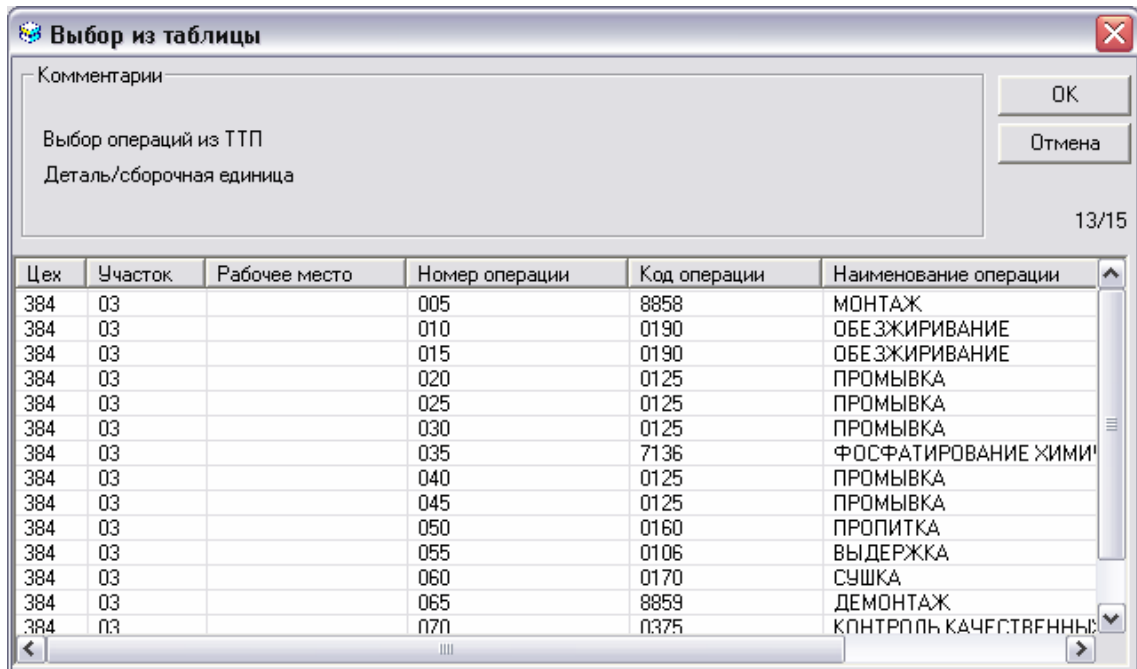 Выбор из таблицы
Комментарии
OK
Выбор операций из ТТП
Отмена
Деталь/сборочная единица
13/15
Цех Участок Рабочее место Номер операции Код операции Наименование операции
384 03 005 8858 МОНТАЖ
384 03 010 0190 ОБЕЗЖИРИВАНИЕ
384 03 015 0190 ОБЕЗЖИРИВАНИЕ
384 03 020 0125 ПРОМЫВКА
384 03 025 0125 ПРОМЫВКА
384 03 030 0125 ПРОМЫВКА
384 03 035 7136 ФОСФАТИРОВАНИЕ ХИМИЧ
384 03 040 0125 ПРОМЫВКА
384 03 045 0125 ПРОМЫВКА
384 03 050 0160 ПРОПИТКА
384 03 055 0106 ВЫДЕРЖКА
384 03 060 0170 СУШКА
384 03 065 8859 ДЕМОНТАЖ
384 03 070 0375 КОНТРОЛЬ КАЧЕСТВЕННЫХ